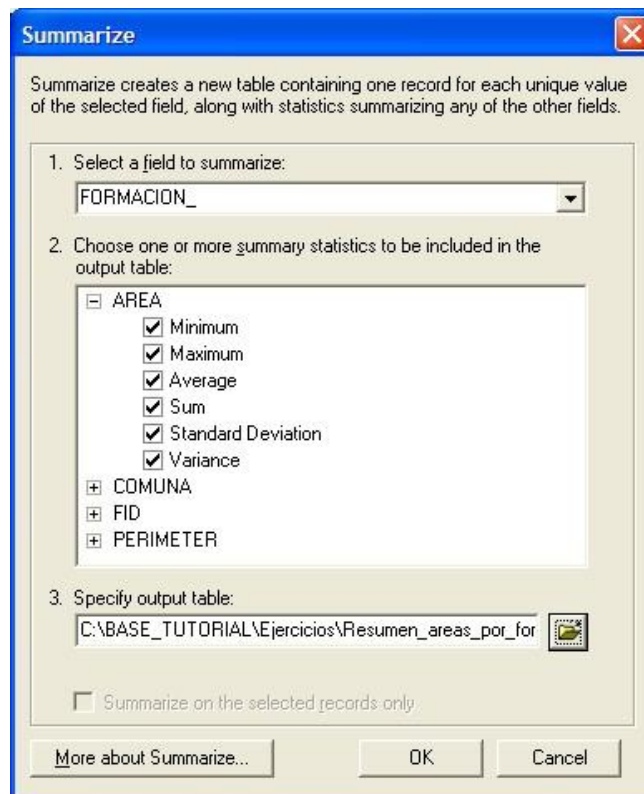 Summarize
Summarize creates a new table containing one record for each unique value
of the selected field, along with statistics summarizing any of the other fields.
1. Select a field to summarize:
FORMACION_
2. Choose one or more summary statistics to be included in the
output table:
AREA
Minimum
Maximum
Average
Sum
Standard Deviation
Variance
COMUNA
FID
PERIMETER
3. Specify output table:
C:\BASE_TUTORIAL\Ejercicios\Resumen_areas_por_for
Summarize on the selected records only
More about Summarize... OK Cancel